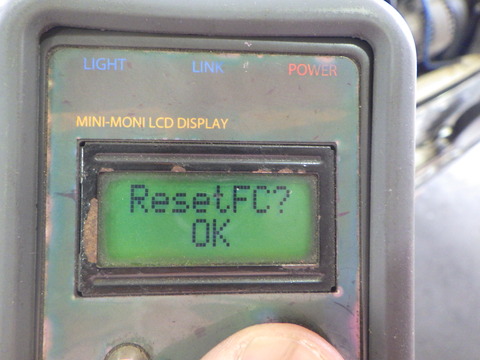 LIGHT LINK POWER
MINI-MONI LCD DISPLAY
ResetFC?
OK